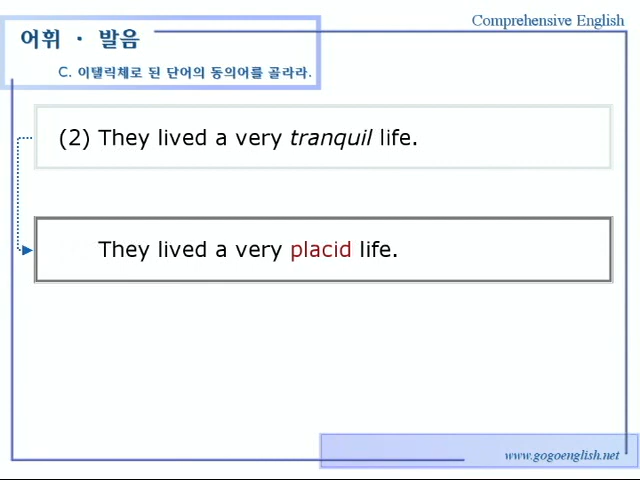 Comprehensive English
어휘 · 발음
C. 이탤릭체로 된 단어의 동의어를 골라라.
(2) They lived a very tranquil life.
They lived a very placid life.
www.gogoenglish.net